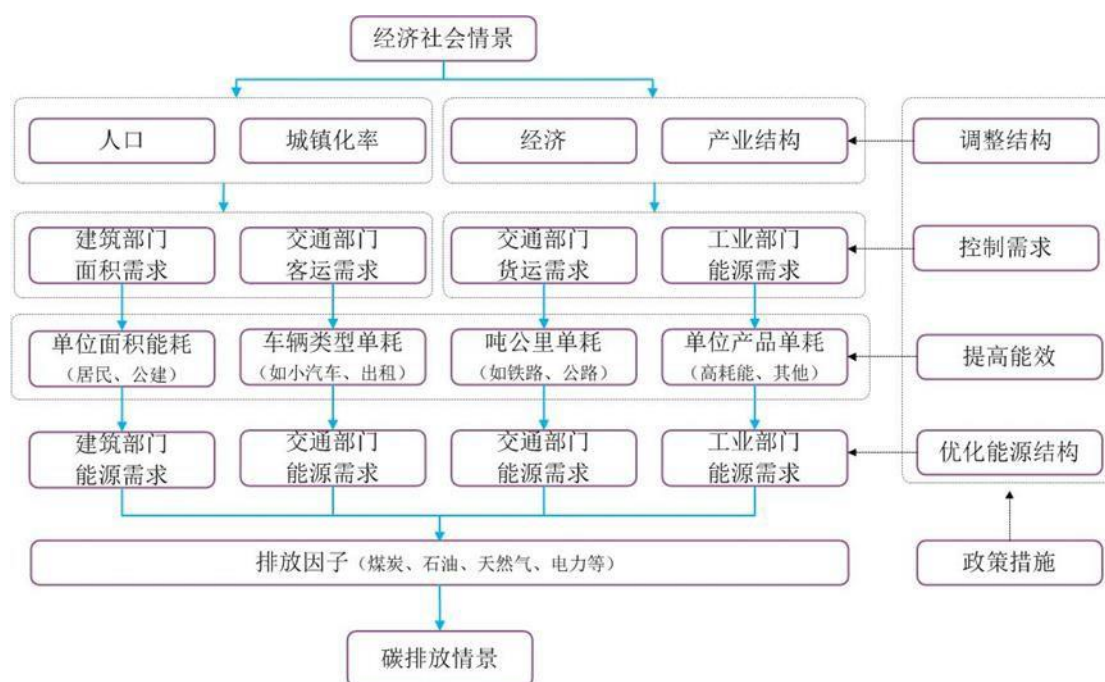 经济社会情景
人口
城镇化率
经济
产业结构
调整结构
建筑部门
面积需求
交通部门
客运需求
交通部门
货运需求
工业部门
能源需求
控制需求
单位面积能耗
（居民、公建）
车辆类型单耗
（如小汽车、出租）
吨公里单耗
（如铁路、公路）
单位产品单耗
（高耗能、其他）
提高能效
建筑部门
能源需求
交通部门
能源需求
交通部门
能源需求
工业部门
能源需求
优化能源结构
排放因子（煤炭、石油、天然气、电力等）
政策措施
碳排放情景